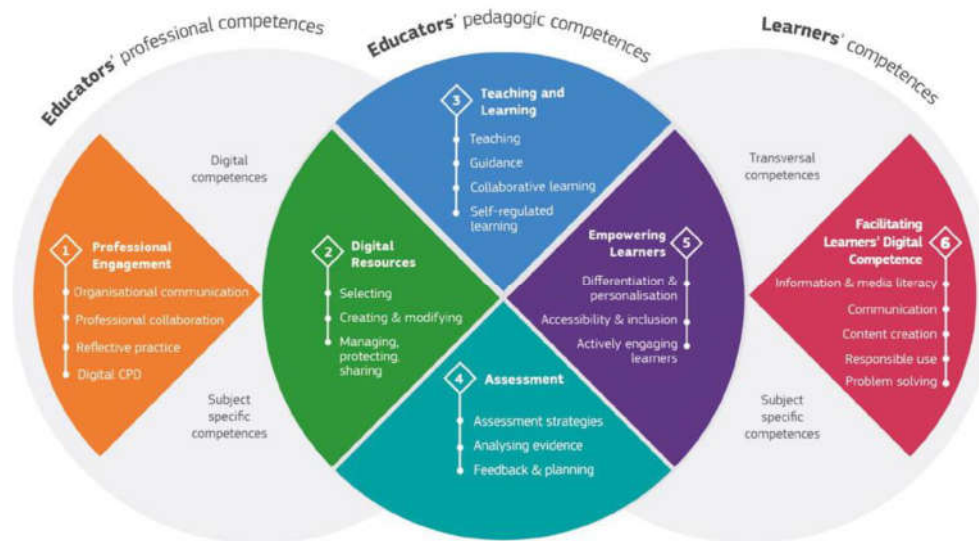 Educators' professional competences
Educators' pedagogic competences
Learners' competences
Digital
competences
Subject
specific
competences
1
Professional
Engagement
Organisational communication
Professional collaboration
Reflective practice
Digital CPD
2
Digital
Resources
Selecting
Creating & modifying
Managing,
protecting,
sharing
3
Teaching and
Learning
Teaching
Guidance
Collaborative learning
Self-regulated
learning
4
Assessment
Assessment strategies
Analysing evidence
Feedback & planning
5
Empowering
Learners
Differentiation &
personalisation
Accessibility & inclusion
Actively engaging
learners
Transversal
competences
Subject
specific
competences
6
Facilitating
Learners' Digital
Competence
Information & media literacy
Communication
Content creation
Responsible use
Problem solving